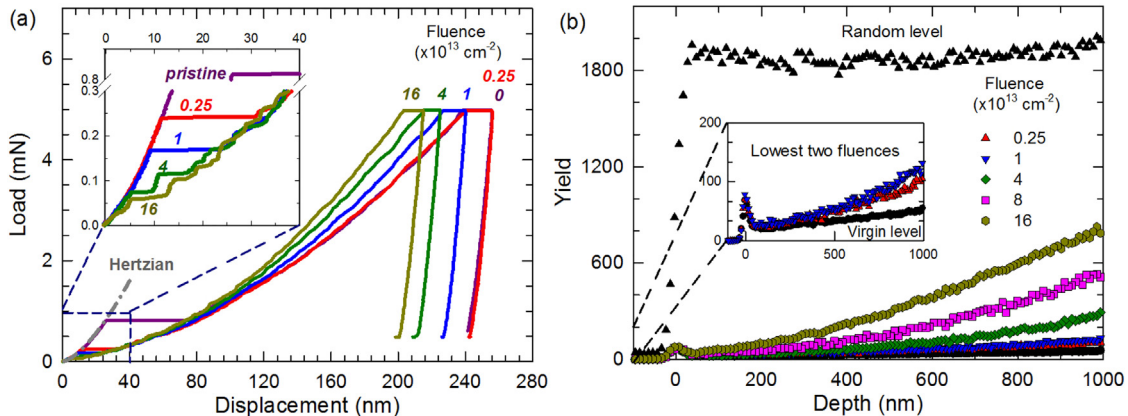 (a)
0 10 20 30 40
Fluence
(x10¹³ cm⁻²)
pristine
0.8
0.3
0.2
0.1
0.0
0.25
1
4
16
16 4 1 0.25
0
Hertzian
6
4
2
0
Load (mN)
0 40 80 120 160 200 240 280
Displacement (nm)
(b)
Random level
Fluence
(x10¹³ cm⁻²)
0.25
1
4
8
16
200
100
0
Lowest two fluences
Virgin level
0 500 1000
1800
1200
600
0
Yield
0 200 400 600 800 1000
Depth (nm)